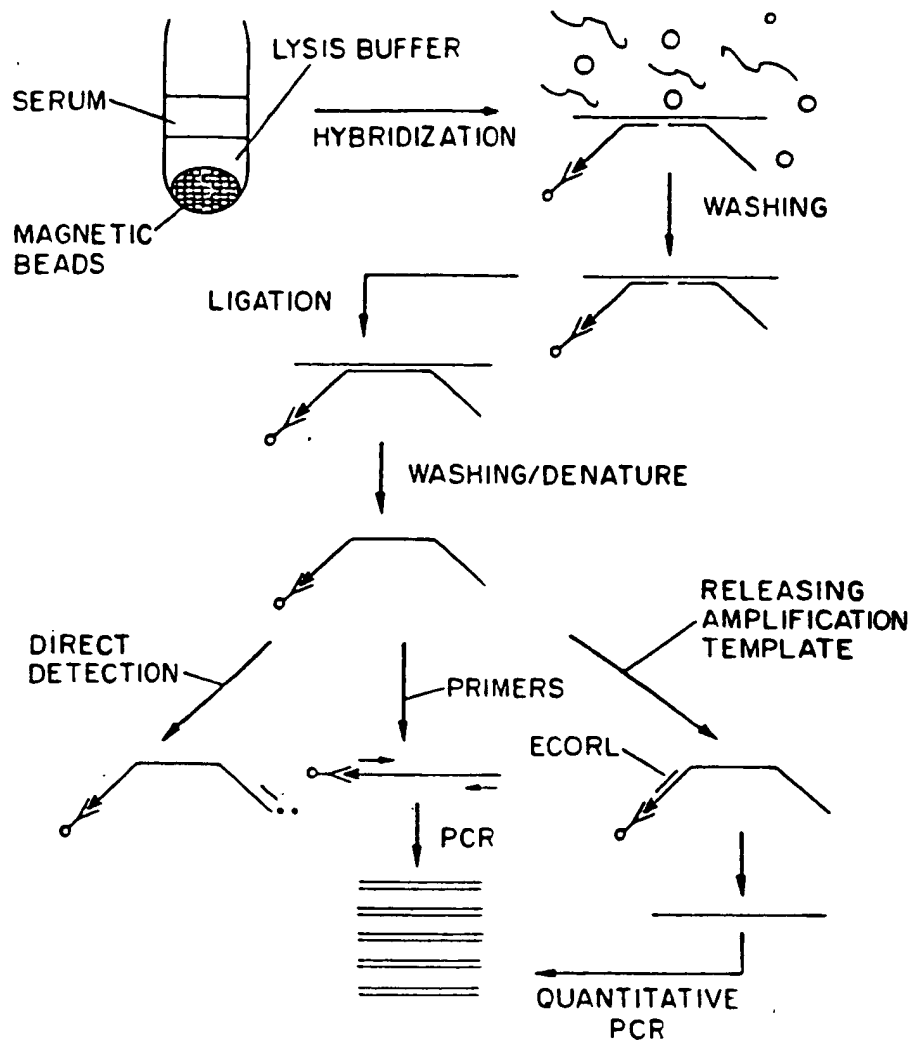 LYSIS BUFFER
SERUM
HYBRIDIZATION
MAGNETIC
BEADS
WASHING
LIGATION
WASHING/DENATURE
RELEASING
AMPLIFICATION
TEMPLATE
DIRECT
DETECTION
PRIMERS
ECORL
PCR
QUANTITATIVE
PCR